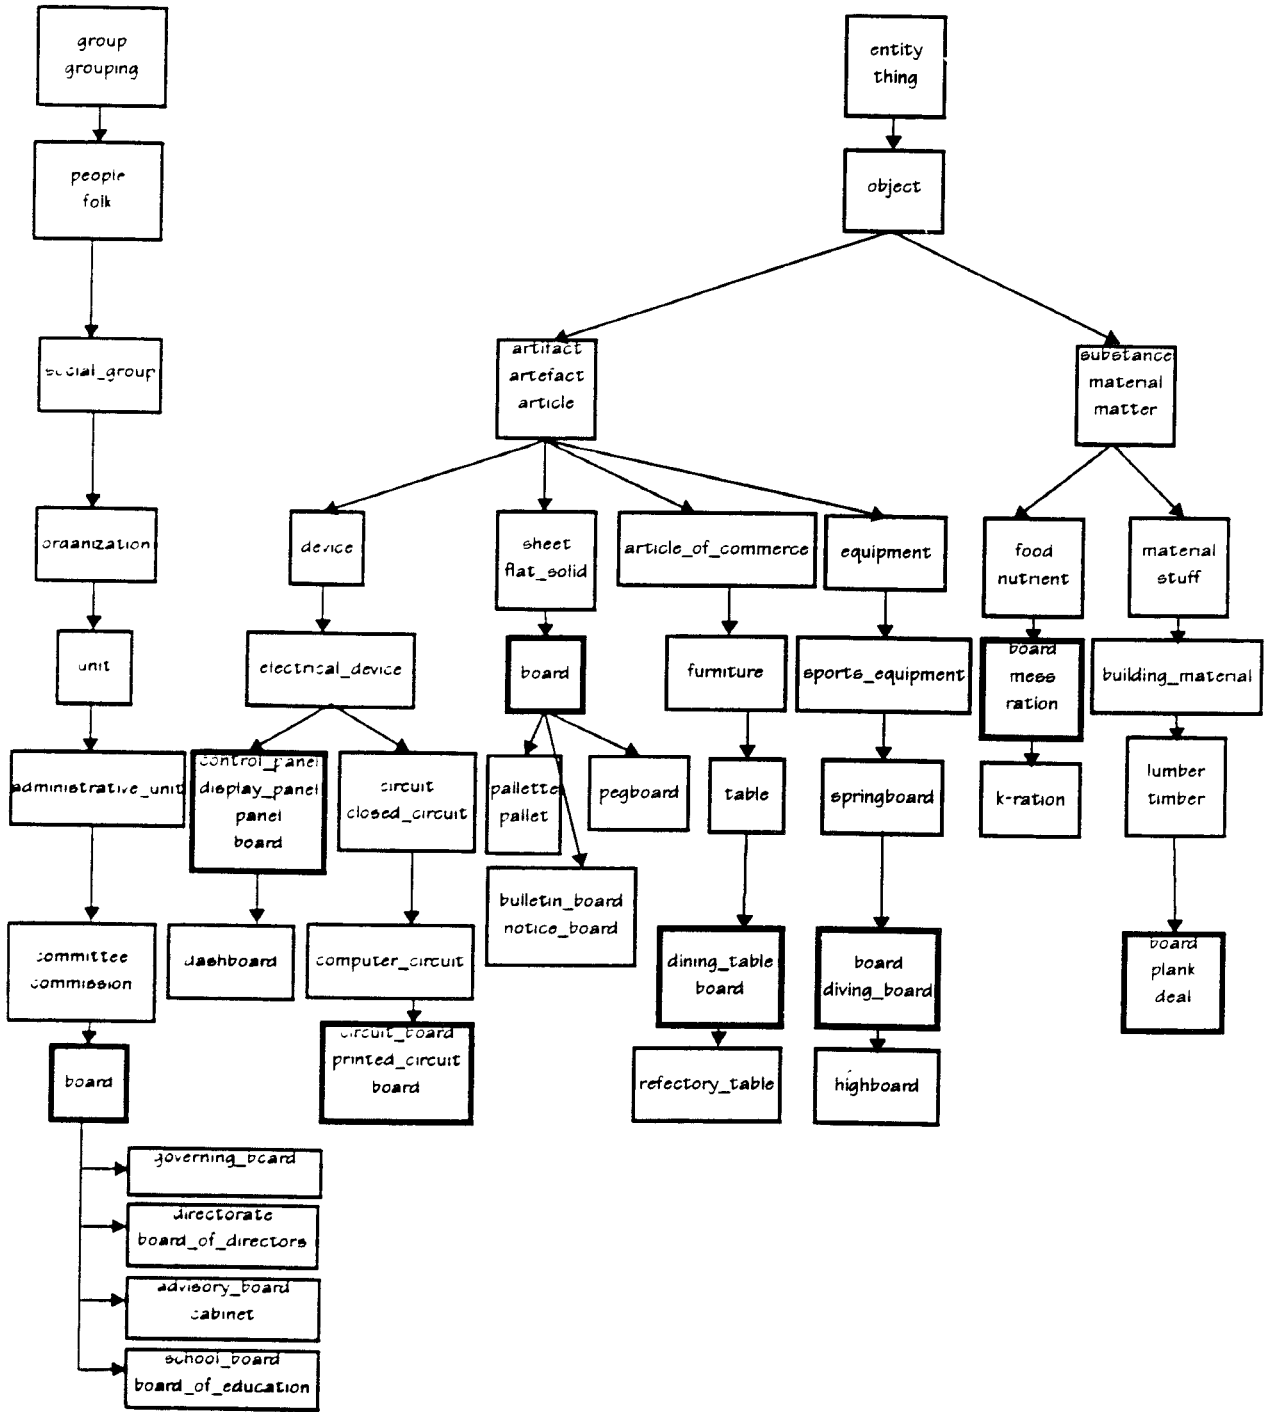 group
grouping
entity
thing
people
folk
object
social_group
artifact
artefact
article
substance
material
matter
organization
device
sheet
flat_solid
article_of_commerce
equipment
food
nutrient
material
stuff
unit
electrical_device
board
furniture
sports_equipment
board
mess
ration
building_material
administrative_unit
control_panel
display_panel
panel
board
circuit
closed_circuit
pallette
pallet
pegboard
table
springboard
k-ration
lumber
timber
bulletin_board
notice_board
committee
commission
dashboard
computer_circuit
dining_table
board
board
diving_board
board
plank
deal
board
circuit_board
printed_circuit
board
refectory_table
highboard
governing_board
directorate
board_of_directors
advisory_board
cabinet
school_board
board_of_education